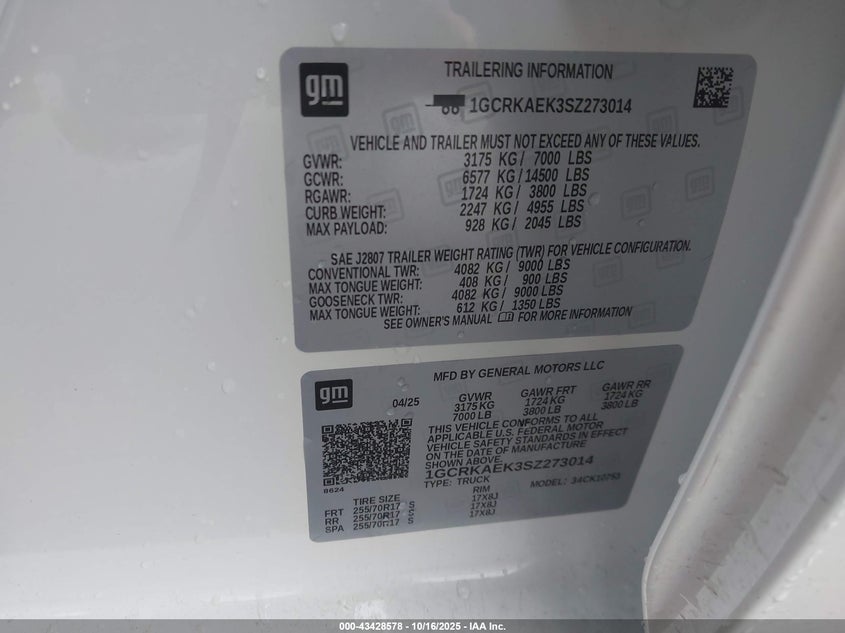 gm
TRAILERING INFORMATION
1GCRKAEK3SZ273014
VEHICLE AND TRAILER MUST NOT EXCEED ANY OF THESE VALUES.
GVWR: 3175 KG / 7000 LBS
GCWR: 6577 KG / 14500 LBS
RGAWR: 1724 KG / 3800 LBS
CURB WEIGHT: 2247 KG / 4955 LBS
MAX PAYLOAD: 928 KG / 2045 LBS
SAE J2807 TRAILER WEIGHT RATING (TWR) FOR VEHICLE CONFIGURATION.
CONVENTIONAL TWR: 4082 KG / 9000 LBS
MAX TONGUE WEIGHT: 408 KG / 900 LBS
GOOSENECK TWR: 4082 KG / 9000 LBS
MAX TONGUE WEIGHT: 612 KG / 1350 LBS
SEE OWNER'S MANUAL FOR MORE INFORMATION
gm
MFD BY GENERAL MOTORS LLC
04/25 GVWR GAWR FRT GAWR RR
3175 KG 1724 KG 1724 KG
7000 LB 3800 LB 3800 LB
THIS VEHICLE CONFORMS TO ALL
APPLICABLE U.S. FEDERAL MOTOR
VEHICLE SAFETY STANDARDS IN EFFECT
ON THE DATE OF MANUFACTURE
SHOWN ABOVE.
1GCRKAEK3SZ273014
TYPE: TRUCK MODEL:
8624
TIRE SIZE RIM
FRT 255/70R17 S 17X8J
RR 255/70R17 S 17X8J
SPA 255/70R17 S 17X8J
000-43428578 - 10/16/2025 - IAA Inc.